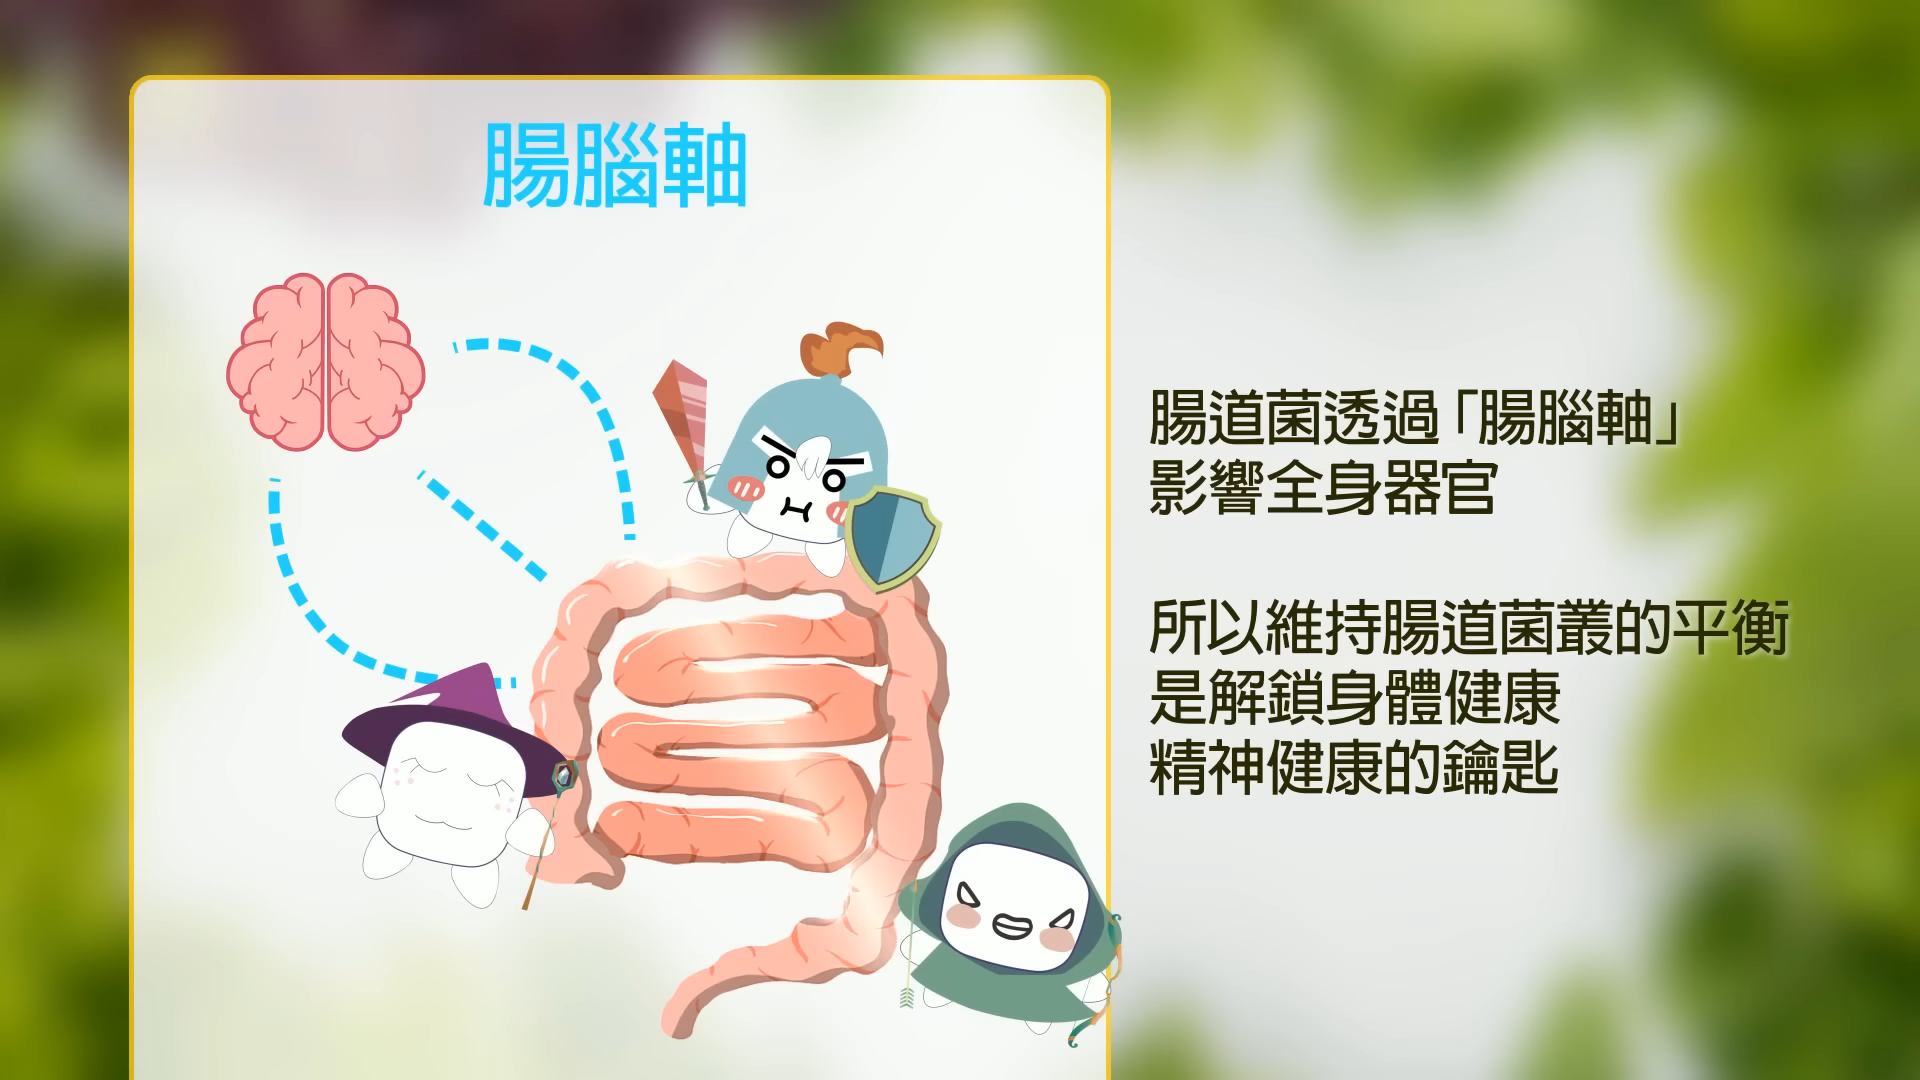 腸腦軸
腸道菌透過「腸腦軸」
影響全身器官
所以維持腸道菌叢的平衡
是解鎖身體健康
精神健康的鑰匙